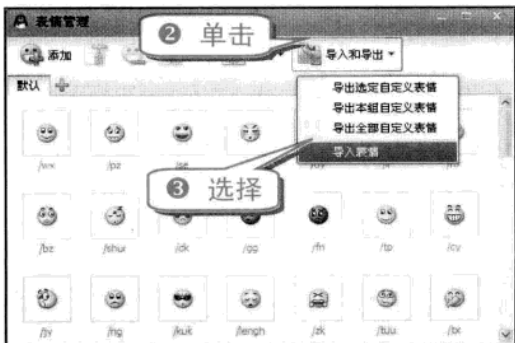 表情管理
❷ 单击
添加
导入和导出
默认
导出选定自定义表情
导出本组自定义表情
导出全部自定义表情
导入表情
❸ 选择
/wx /pz /se
/bz /shuai /dk /gg /fn /tp /cy
/ng /kuk /lengh /zk /tuu /tx